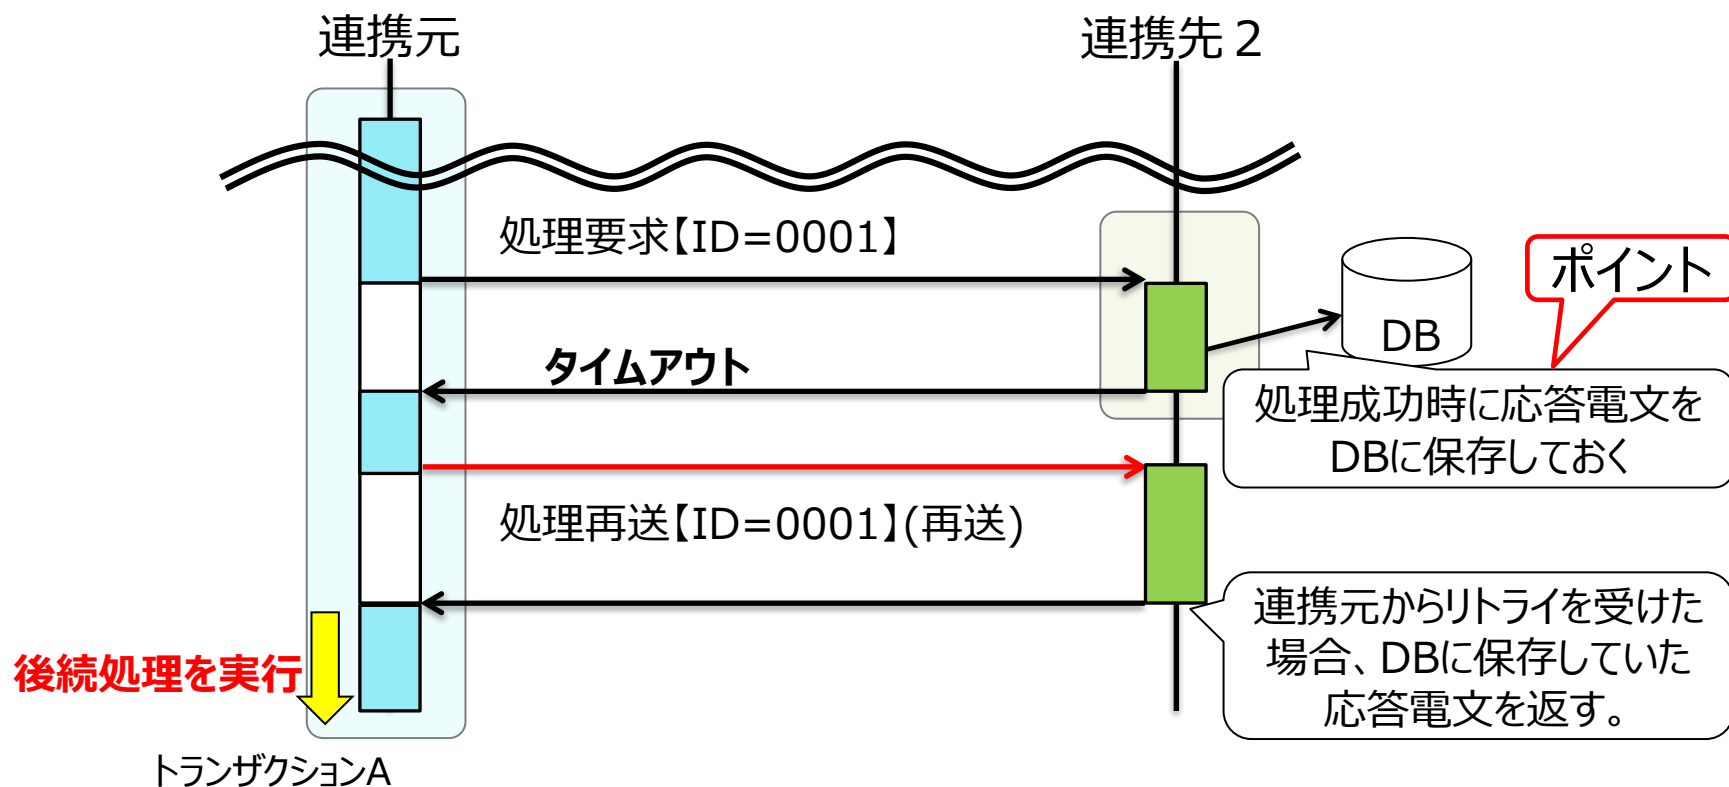 連携元
連携先2
処理要求【ID=0001】
ポイント
DB
タイムアウト
処理成功時に応答電文を
DBに保存しておく
処理再送【ID=0001】(再送)
連携元からリトライを受けた
場合、DBに保存していた
応答電文を返す。
後続処理を実行
トランザクションA